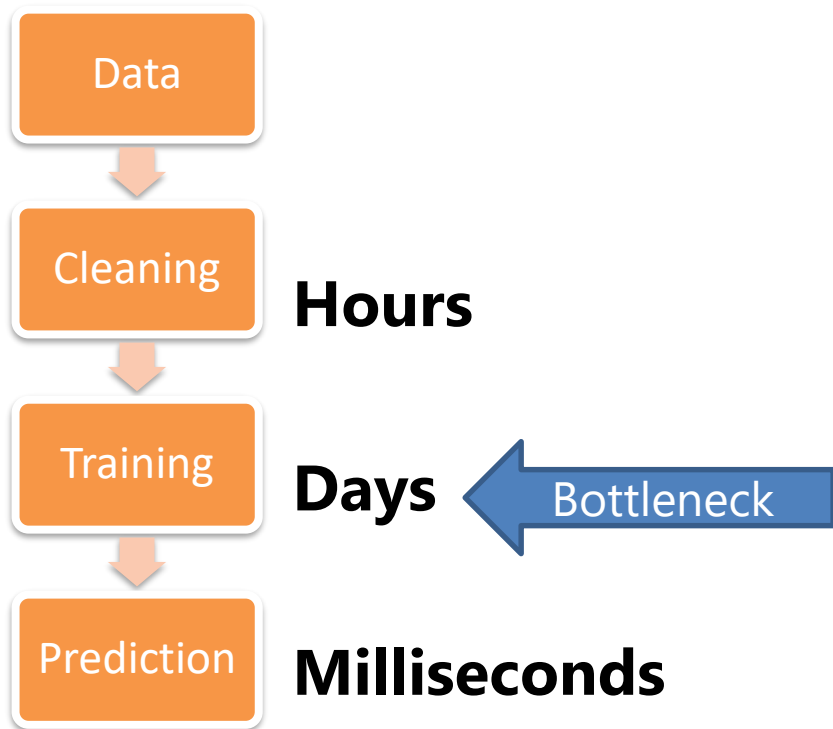 Data
Cleaning
Hours
Training
Days
Bottleneck
Prediction
Milliseconds